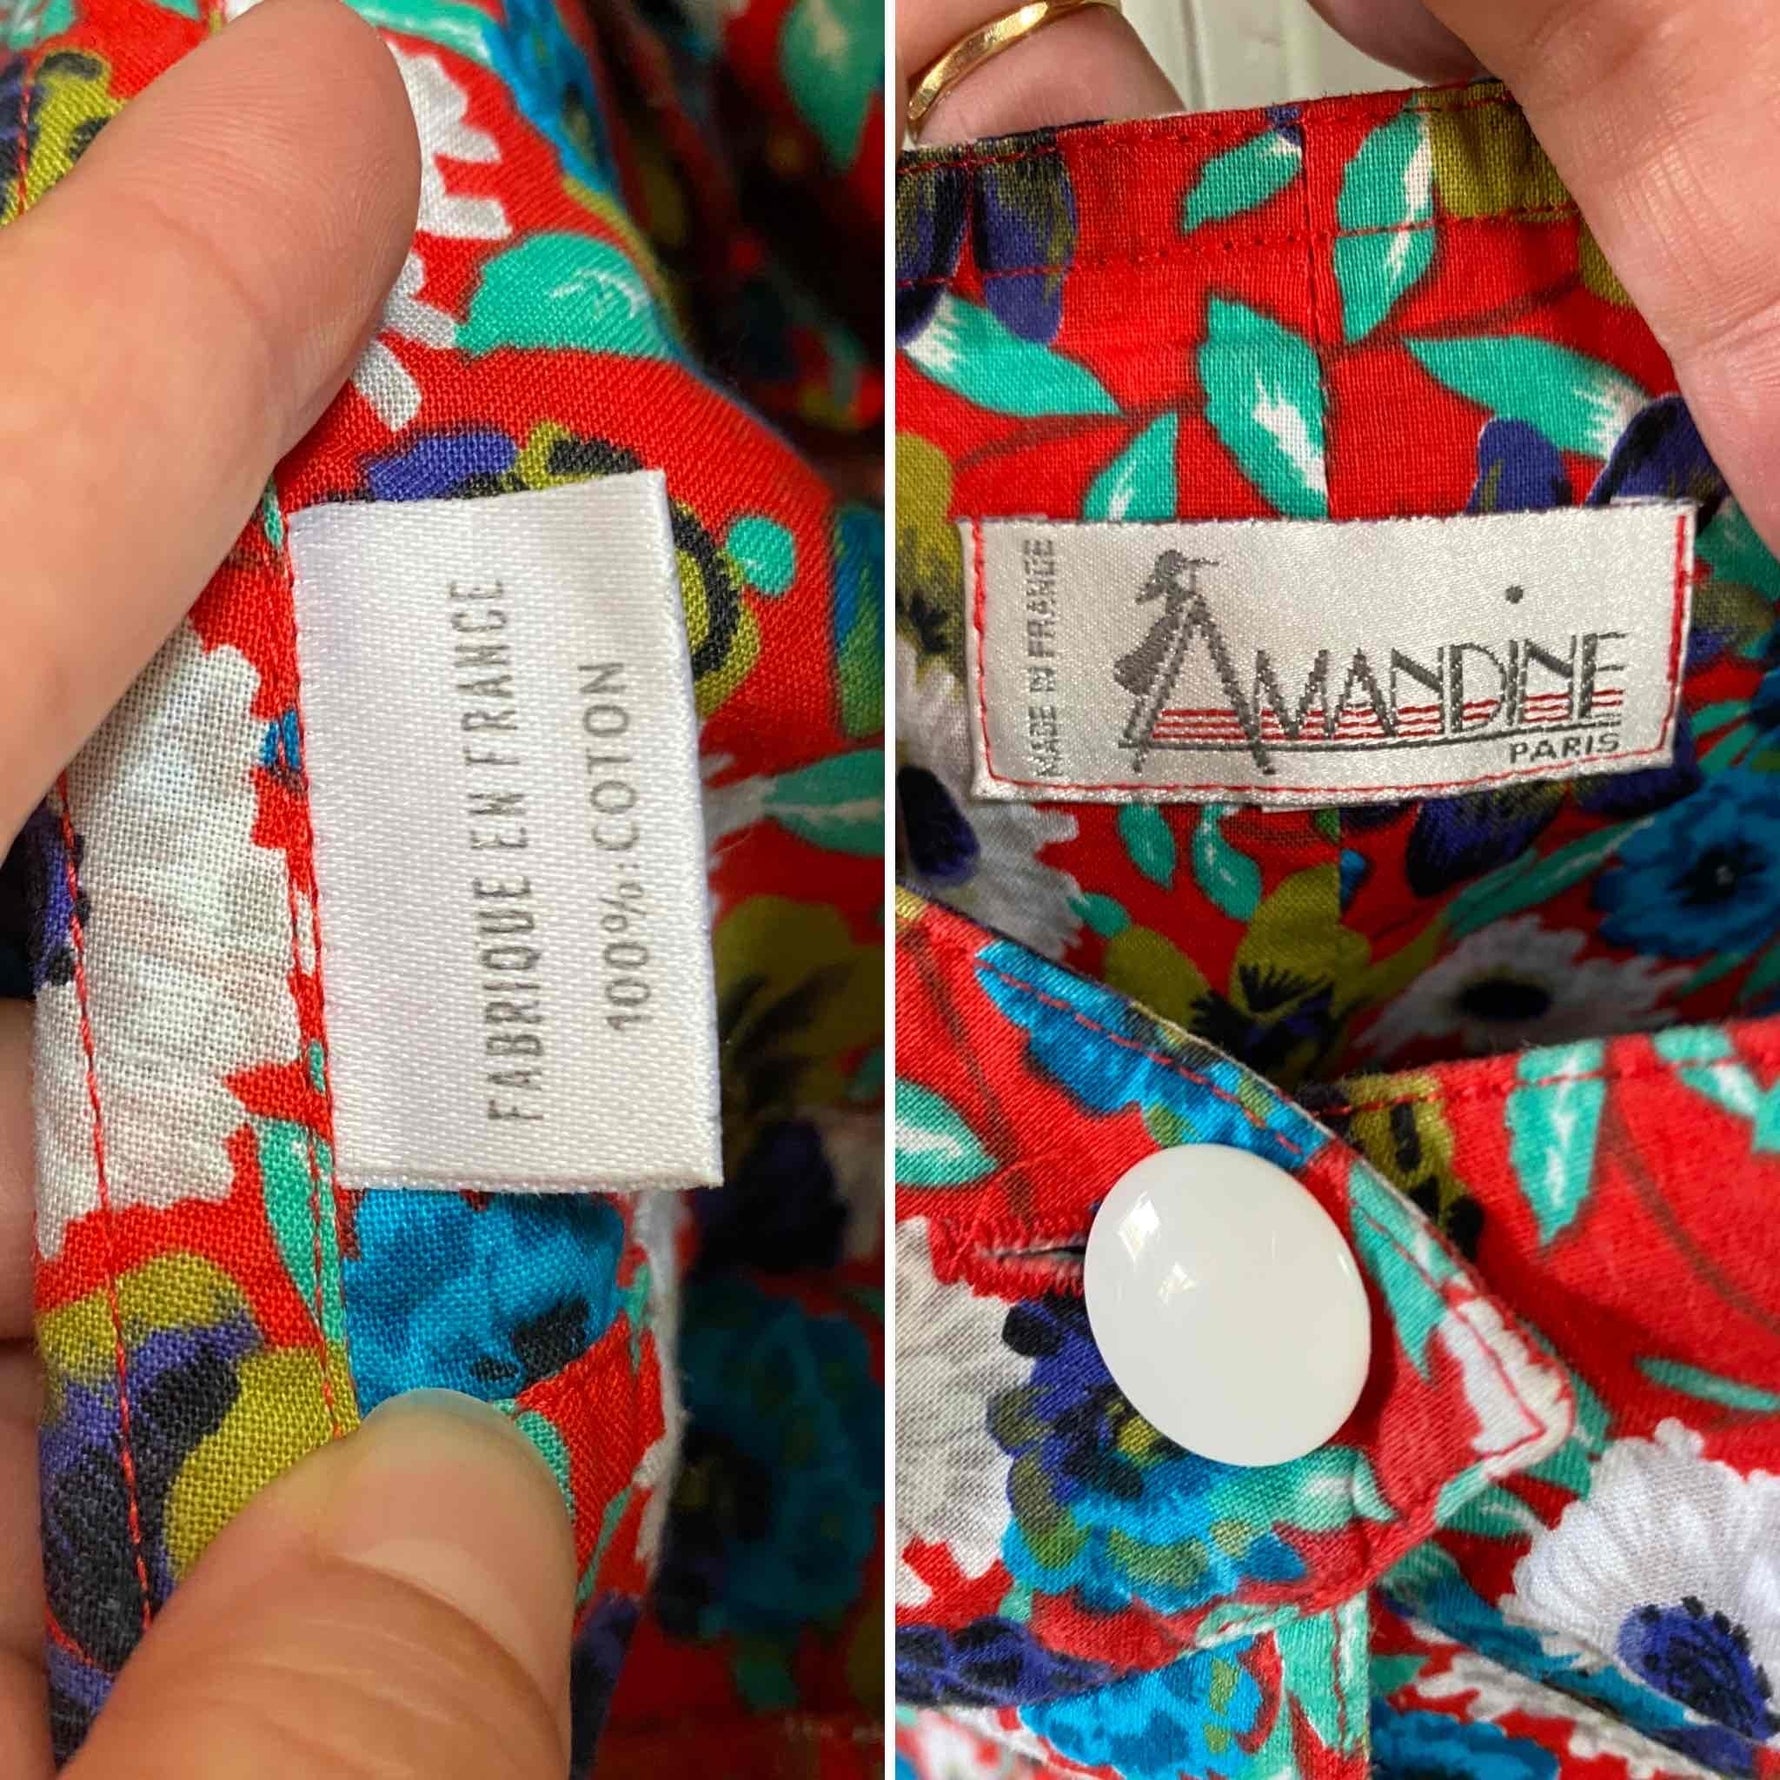 FABRIQUE EN FRANCE
100%: COTON
MADE IN FRANCE
AMANDINE
PARIS